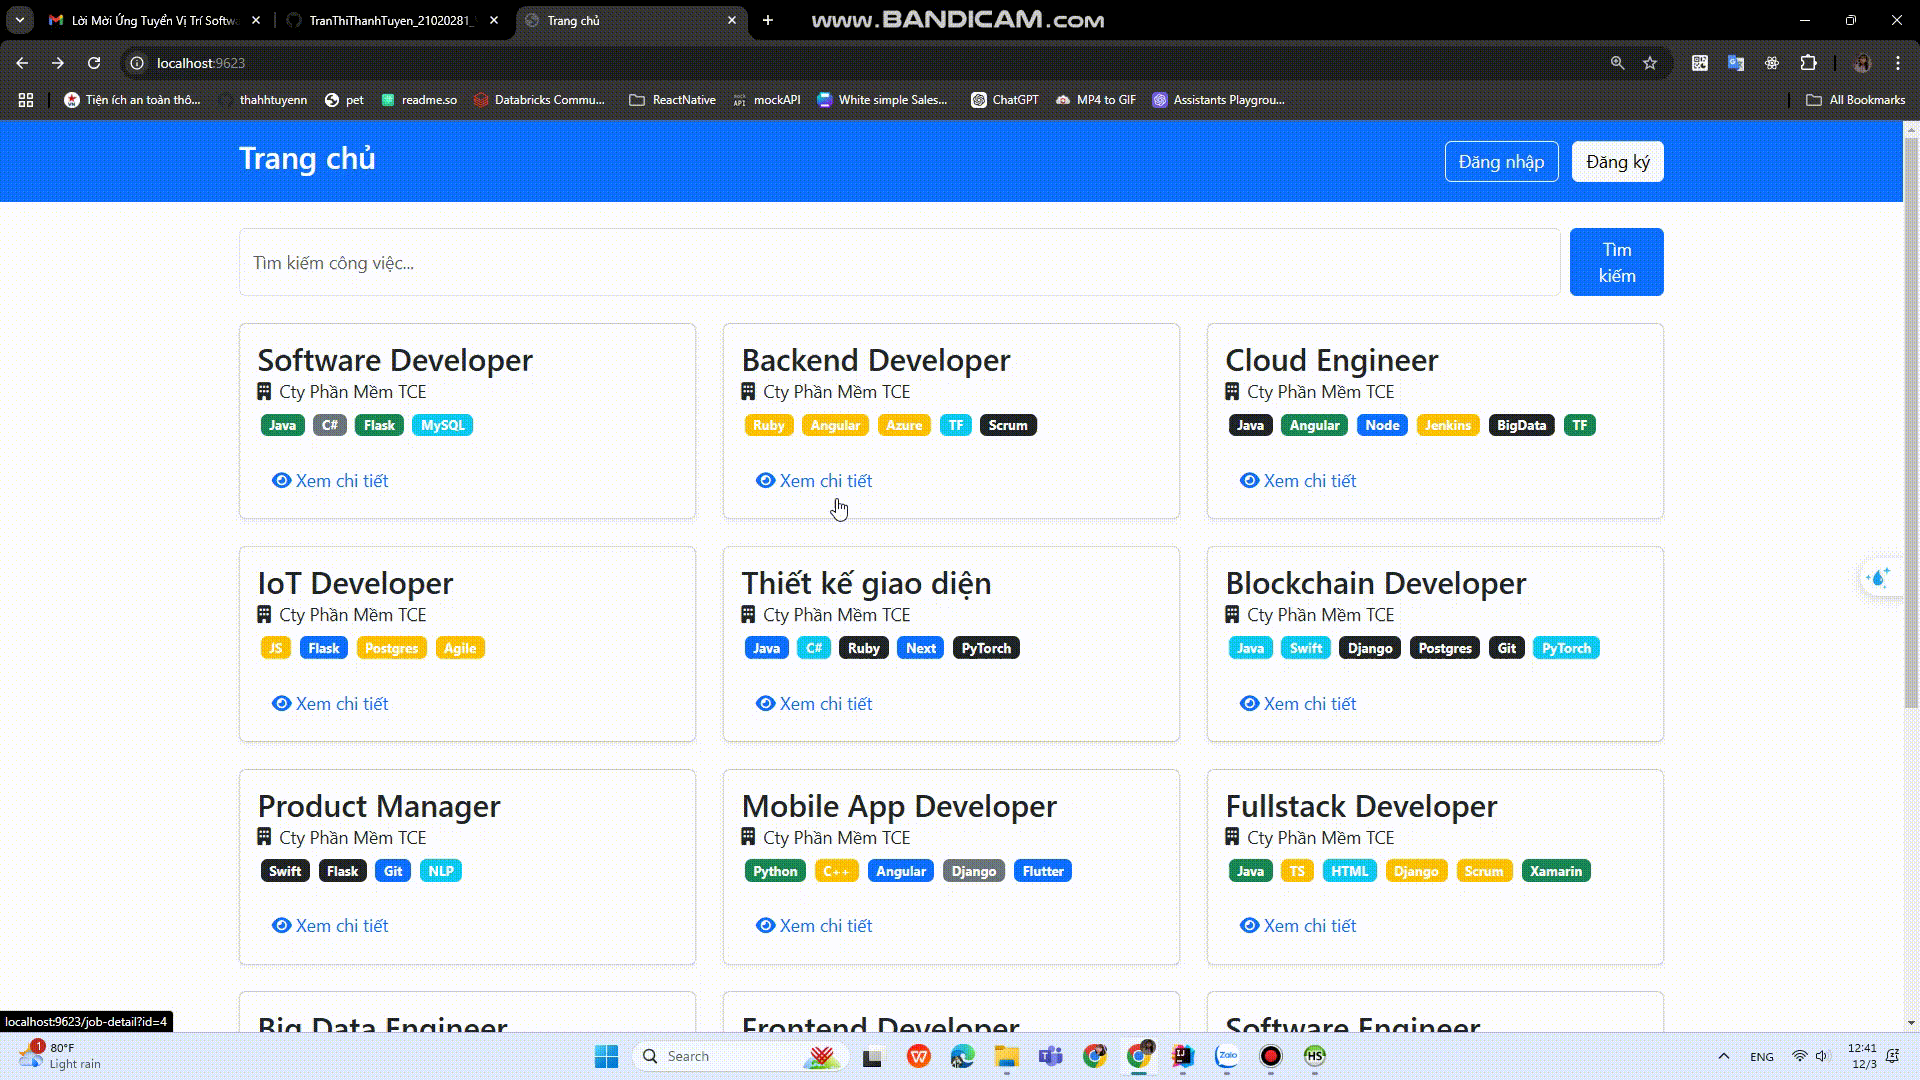 Lời Mời Ứng Tuyển Vị Trí Softwa
TranThiThanhTuyen_21020281_
Trang chủ
www.BANDICAM.com
localhost:9623
Tiện ích an toàn thô...
thahhtuyenn
pet
readme.so
Databricks Commu...
ReactNative
mockAPI
White simple Sales...
ChatGPT
MP4 to GIF
Assistants Playgrou...
All Bookmarks
Trang chủ
Đăng nhập
Đăng ký
Tìm kiếm công việc...
Tìm
kiếm
Software Developer
Cty Phần Mềm TCE
Java C# Flask MySQL
Xem chi tiết
Backend Developer
Cty Phần Mềm TCE
Ruby Angular Azure TF Scrum
Xem chi tiết
Cloud Engineer
Cty Phần Mềm TCE
Java Angular Node Jenkins BigData TF
Xem chi tiết
IoT Developer
Cty Phần Mềm TCE
JS Flask Postgres Agile
Xem chi tiết
Thiết kế giao diện
Cty Phần Mềm TCE
Java C# Ruby Next PyTorch
Xem chi tiết
Blockchain Developer
Cty Phần Mềm TCE
Java Swift Django Postgres Git PyTorch
Xem chi tiết
Product Manager
Cty Phần Mềm TCE
Swift Flask Git NLP
Xem chi tiết
Mobile App Developer
Cty Phần Mềm TCE
Python C++ Angular Django Flutter
Xem chi tiết
Fullstack Developer
Cty Phần Mềm TCE
Java TS HTML Django Scrum Xamarin
Xem chi tiết
Big Data Engineer
Frontend Developer
Software Engineer
localhost:9623/job-detail?id=4
1
80°F
Light rain
Search
Zalo
HS
ENG
12:41
12/3